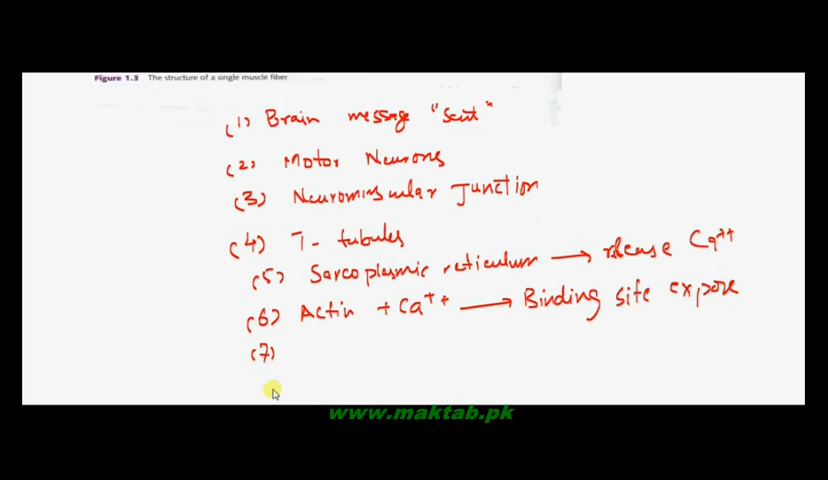 Figure 1.3 The structure of a single muscle fiber
(1) Brain message "Sent"
(2) Motor Neurons
(3) Neuromuscular Junction
(4) T-tubules
(5) Sarcoplasmic reticulum → release Ca++
(6) Actin + Ca++ → Binding site expose
(7)
www.maktab.pk